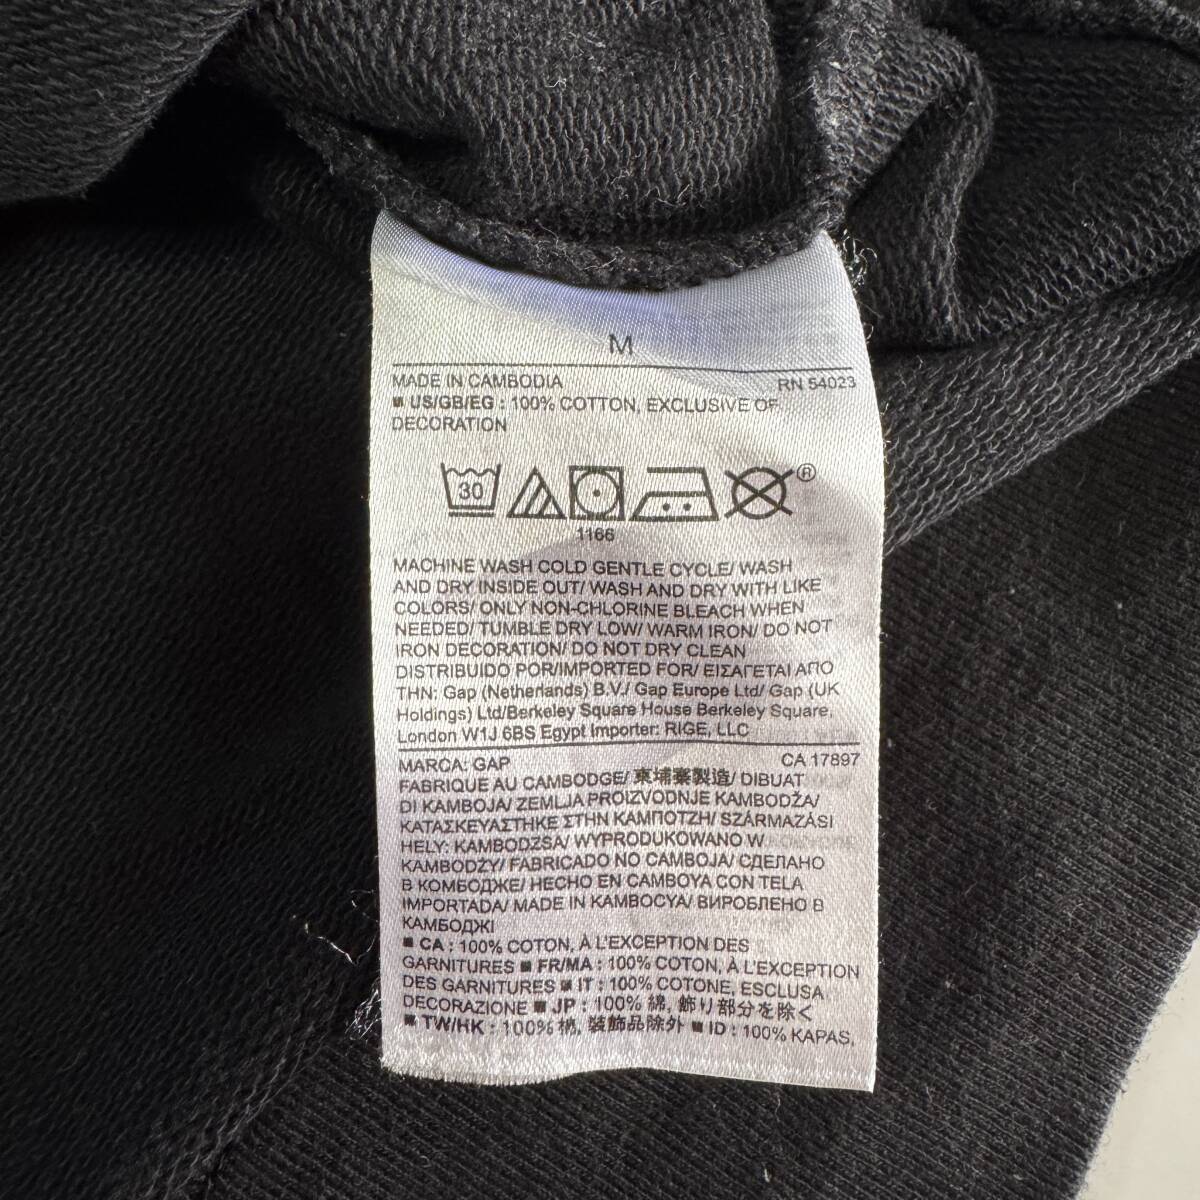 M
MADE IN CAMBODIA RN 54023
■ US/GB/EG : 100% COTTON, EXCLUSIVE OF
DECORATION
30 ®
1166
MACHINE WASH COLD GENTLE CYCLE/ WASH
AND DRY INSIDE OUT/ WASH AND DRY WITH LIKE
COLORS/ ONLY NON-CHLORINE BLEACH WHEN
NEEDED/ TUMBLE DRY LOW/ WARM IRON/ DO NOT
IRON DECORATION/ DO NOT DRY CLEAN
DISTRIBUIDO POR/IMPORTED FOR/ ΕΙΣΑΓΕΤΑΙ ΑΠΟ
ΤΗΝ: Gap (Netherlands) B.V./ Gap Europe Ltd/ Gap (UK
Holdings) Ltd/Berkeley Square House Berkeley Square,
London W1J 6BS Egypt Importer: RIGE, LLC
MARCA: GAP CA 17897
FABRIQUE AU CAMBODGE/ 柬埔寨製造/ DIBUAT
DI KAMBOJA/ ZEMLJA PROIZVODNJE KAMBODŽA/
ΚΑΤΑΣΚΕΥΑΣΤΗΚΕ ΣΤΗΝ ΚΑΜΠΟΤΖΗ/ SZÁRMAZÁSI
HELY: KAMBODZSA/ WYPRODUKOWANO W
KAMBODŻY/ FABRICADO NO CAMBOJA/ СДЕЛАНО
В КОМБОДЖЕ/ HECHO EN CAMBOYA CON TELA
IMPORTADA/ MADE IN KAMBOCYA/ ВИРОБЛЕНО В
КАМБОДЖІ
■ CA : 100% COTON, À L'EXCEPTION DES
GARNITURES ■ FR/MA : 100% COTON, À L'EXCEPTION
DES GARNITURES ■ IT : 100% COTONE, ESCLUSA
DECORAZIONE ■ JP : 100% 綿, 飾り部分を除く
■ TW/HK : 100% 棉, 裝飾品除外 ■ ID : 100% KAPAS,